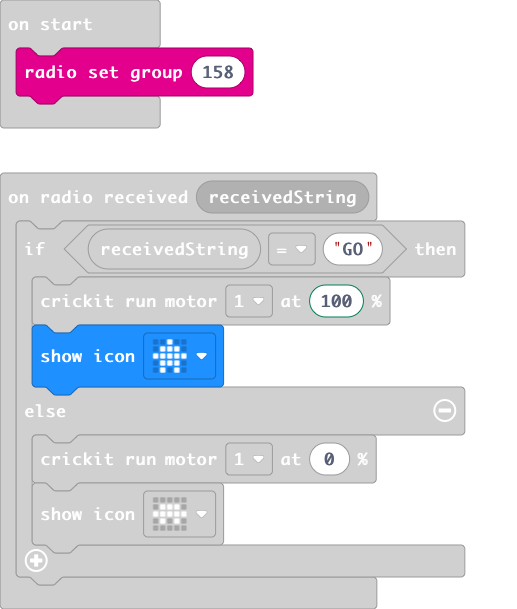 on start
radio set group 158
on radio received receivedString
if receivedString = "GO" then
crickit run motor 1 at 100 %
show icon
else
crickit run motor 1 at 0 %
show icon